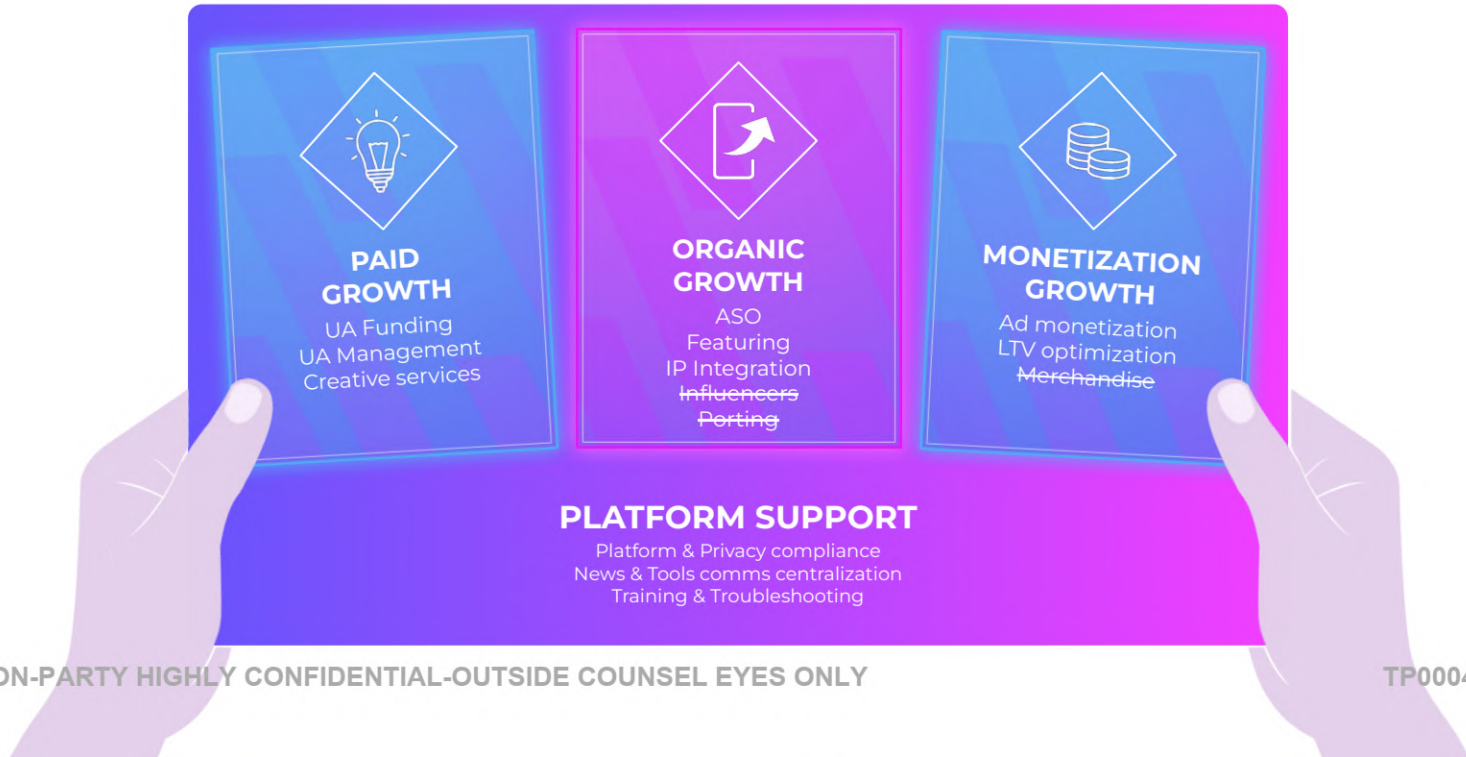 PAID
GROWTH
UA Funding
UA Management
Creative services
ORGANIC
GROWTH
ASO
Featuring
IP Integration
Influencers
Porting
MONETIZATION
GROWTH
Ad monetization
LTV optimization
Merchandise
PLATFORM SUPPORT
Platform & Privacy compliance
News & Tools comms centralization
Training & Troubleshooting
ON-PARTY HIGHLY CONFIDENTIAL-OUTSIDE COUNSEL EYES ONLY
TP0004